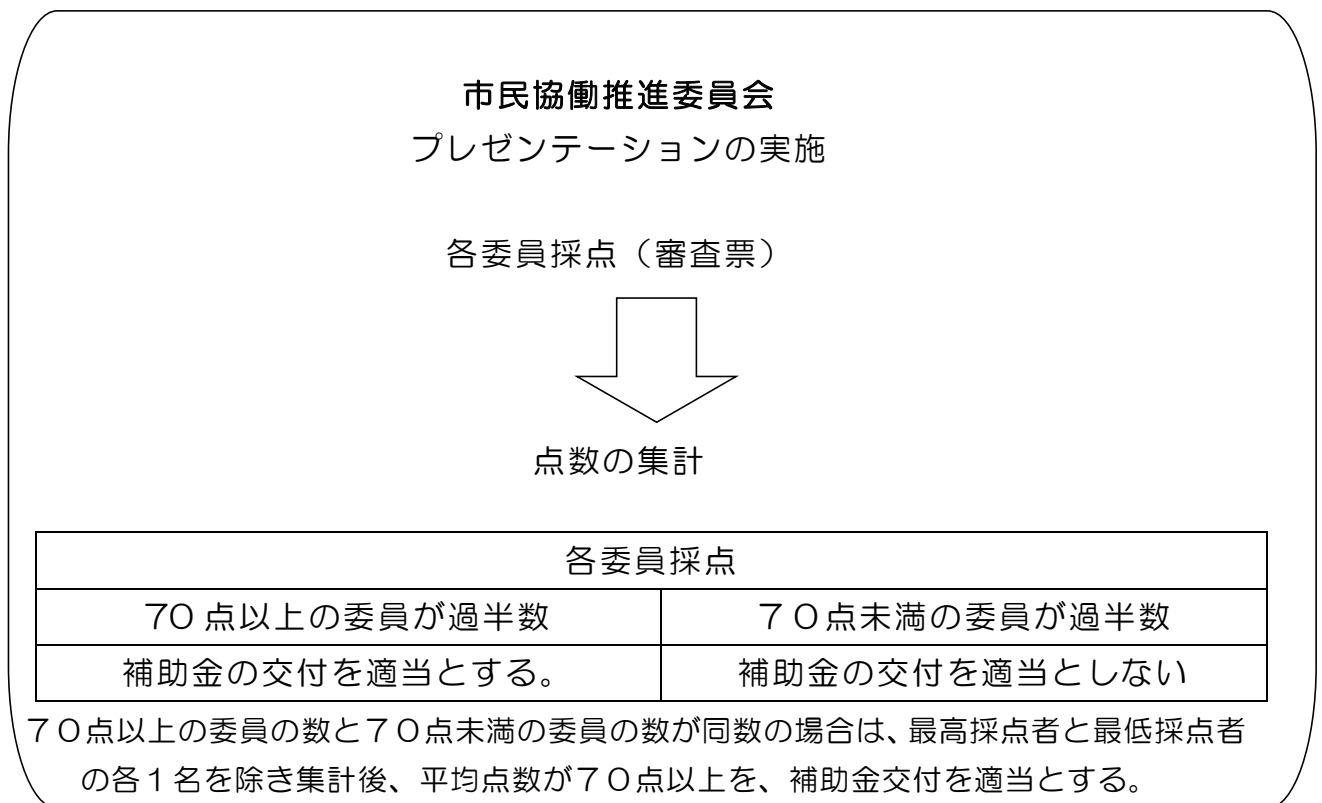 市民協働推進委員会
プレゼンテーションの実施
各委員採点（審査票）
点数の集計
各委員採点
70点以上の委員が過半数
７０点未満の委員が過半数
補助金の交付を適当とする。
補助金の交付を適当としない
７０点以上の委員の数と７０点未満の委員の数が同数の場合は、最高採点者と最低採点者
の各１名を除き集計後、平均点数が７０点以上を、補助金交付を適当とする。